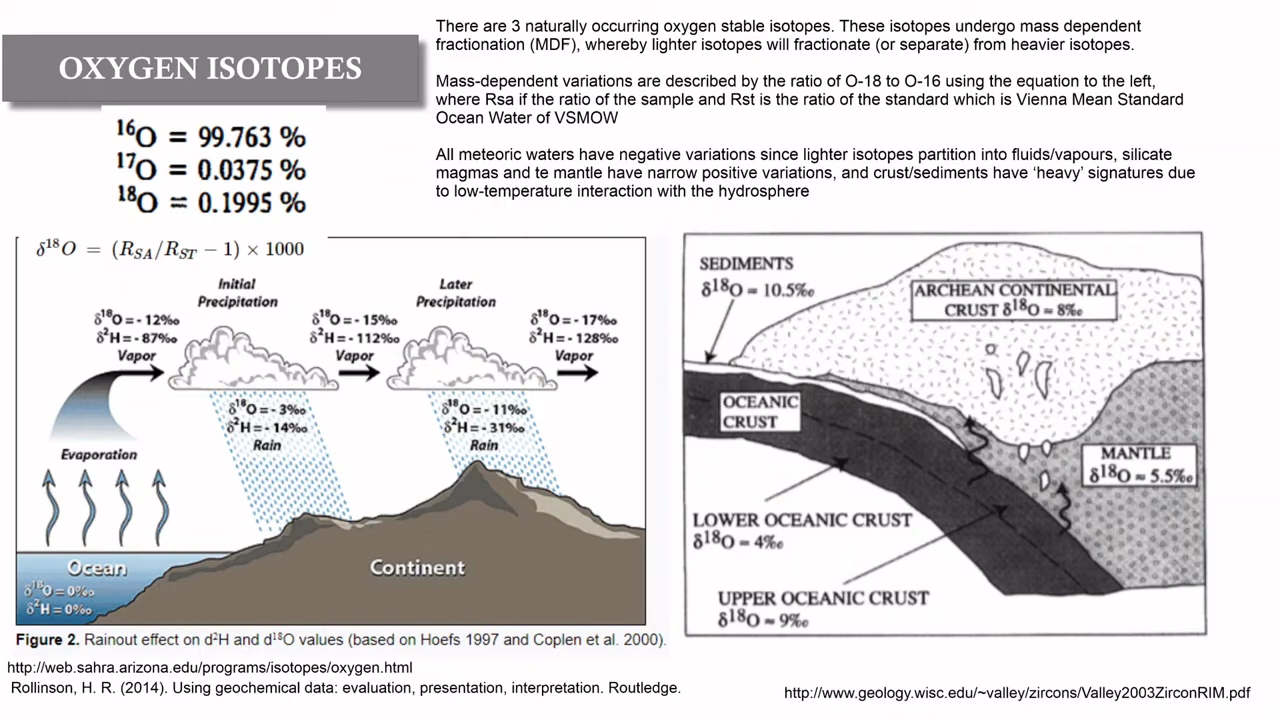 OXYGEN ISOTOPES
¹⁶O = 99.763 %
¹⁷O = 0.0375 %
¹⁸O = 0.1995 %
There are 3 naturally occurring oxygen stable isotopes. These isotopes undergo mass dependent
fractionation (MDF), whereby lighter isotopes will fractionate (or separate) from heavier isotopes.
Mass-dependent variations are described by the ratio of O-18 to O-16 using the equation to the left,
where Rsa if the ratio of the sample and Rst is the ratio of the standard which is Vienna Mean Standard
Ocean Water of VSMOW
All meteoric waters have negative variations since lighter isotopes partition into fluids/vapours, silicate
magmas and te mantle have narrow positive variations, and crust/sediments have ‘heavy’ signatures due
to low-temperature interaction with the hydrosphere
δ¹⁸O = (R_SA/R_ST − 1) × 1000
Initial
Precipitation
Later
Precipitation
δ¹⁸O = - 12‰
δ²H = - 87‰
Vapor
δ¹⁸O = - 15‰
δ²H = - 112‰
Vapor
δ¹⁸O = - 17‰
δ²H = - 128‰
Vapor
δ¹⁸O = - 3‰
δ²H = - 14‰
Rain
δ¹⁸O = - 11‰
δ²H = - 31‰
Rain
Evaporation
Ocean
δ¹⁸O = 0‰
δ²H = 0‰
Continent
Figure 2. Rainout effect on d²H and d¹⁸O values (based on Hoefs 1997 and Coplen et al. 2000).
SEDIMENTS
δ¹⁸O ≈ 10.5‰
ARCHEAN CONTINENTAL
CRUST δ¹⁸O ≈ 8‰
OCEANIC
CRUST
MANTLE
δ¹⁸O ≈ 5.5‰
LOWER OCEANIC CRUST
δ¹⁸O ≈ 4‰
UPPER OCEANIC CRUST
δ¹⁸O ≈ 9‰
http://web.sahra.arizona.edu/programs/isotopes/oxygen.html
Rollinson, H. R. (2014). Using geochemical data: evaluation, presentation, interpretation. Routledge.
http://www.geology.wisc.edu/~valley/zircons/Valley2003ZirconRIM.pdf